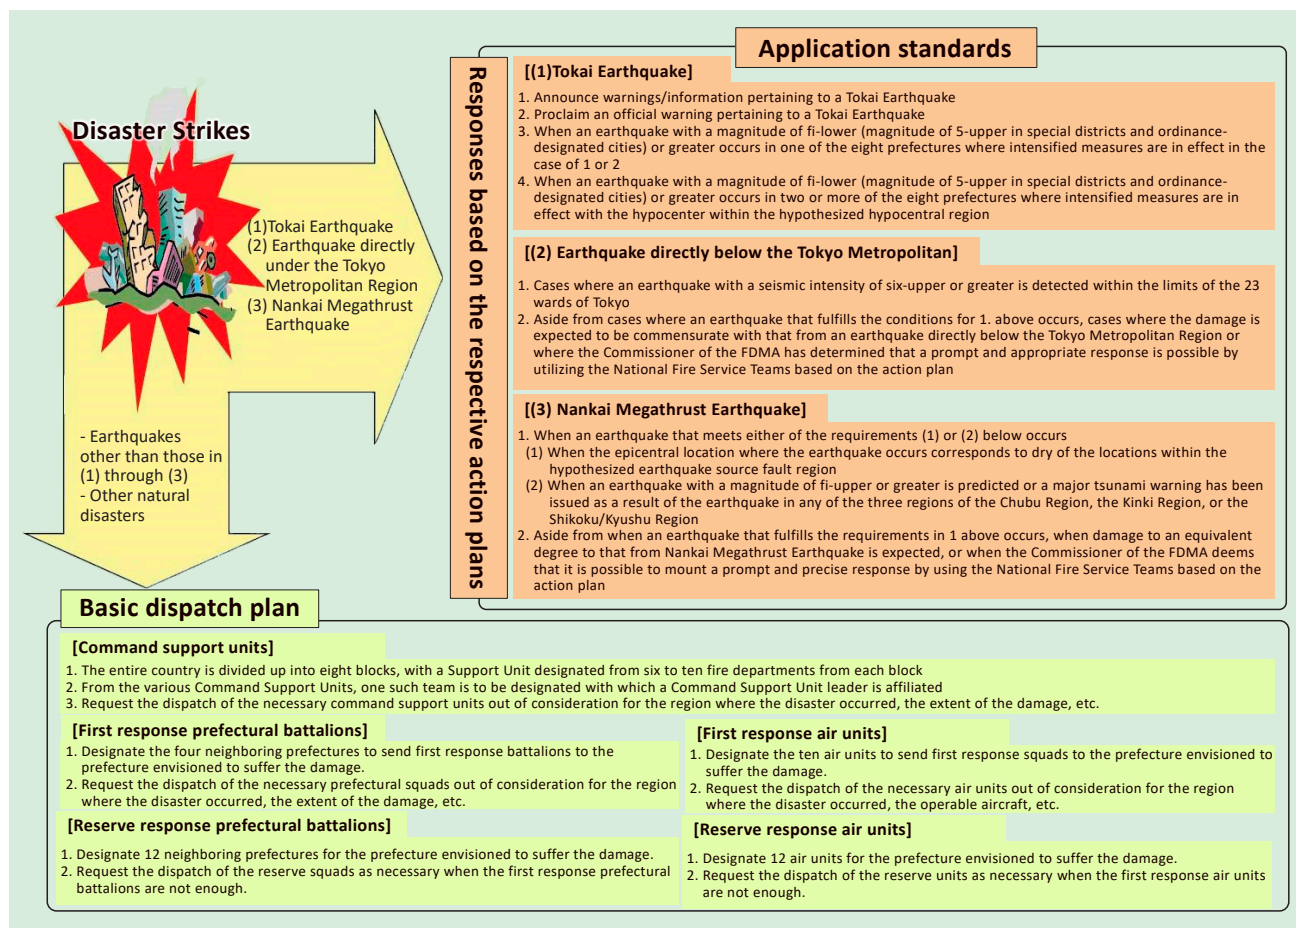 Disaster Strikes
(1)Tokai Earthquake
(2) Earthquake directly
under the Tokyo
Metropolitan Region
(3) Nankai Megathrust
Earthquake
- Earthquakes
other than those in
(1) through (3)
- Other natural
disasters
Responses based on the respective action plans
Application standards
[(1)Tokai Earthquake]
1. Announce warnings/information pertaining to a Tokai Earthquake
2. Proclaim an official warning pertaining to a Tokai Earthquake
3. When an earthquake with a magnitude of fi-lower (magnitude of 5-upper in special districts and ordinance-
designated cities) or greater occurs in one of the eight prefectures where intensified measures are in effect in the
case of 1 or 2
4. When an earthquake with a magnitude of fi-lower (magnitude of 5-upper in special districts and ordinance-
designated cities) or greater occurs in two or more of the eight prefectures where intensified measures are in
effect with the hypocenter within the hypothesized hypocentral region
[(2) Earthquake directly below the Tokyo Metropolitan]
1. Cases where an earthquake with a seismic intensity of six-upper or greater is detected within the limits of the 23
wards of Tokyo
2. Aside from cases where an earthquake that fulfills the conditions for 1. above occurs, cases where the damage is
expected to be commensurate with that from an earthquake directly below the Tokyo Metropolitan Region or
where the Commissioner of the FDMA has determined that a prompt and appropriate response is possible by
utilizing the National Fire Service Teams based on the action plan
[(3) Nankai Megathrust Earthquake]
1. When an earthquake that meets either of the requirements (1) or (2) below occurs
(1) When the epicentral location where the earthquake occurs corresponds to dry of the locations within the
hypothesized earthquake source fault region
(2) When an earthquake with a magnitude of fi-upper or greater is predicted or a major tsunami warning has been
issued as a result of the earthquake in any of the three regions of the Chubu Region, the Kinki Region, or the
Shikoku/Kyushu Region
2. Aside from when an earthquake that fulfills the requirements in 1 above occurs, when damage to an equivalent
degree to that from Nankai Megathrust Earthquake is expected, or when the Commissioner of the FDMA deems
that it is possible to mount a prompt and precise response by using the National Fire Service Teams based on the
action plan
Basic dispatch plan
[Command support units]
1. The entire country is divided up into eight blocks, with a Support Unit designated from six to ten fire departments from each block
2. From the various Command Support Units, one such team is to be designated with which a Command Support Unit leader is affiliated
3. Request the dispatch of the necessary command support units out of consideration for the region where the disaster occurred, the extent of the damage, etc.
[First response prefectural battalions]
1. Designate the four neighboring prefectures to send first response battalions to the
prefecture envisioned to suffer the damage.
2. Request the dispatch of the necessary prefectural squads out of consideration for the region
where the disaster occurred, the extent of the damage, etc.
[First response air units]
1. Designate the ten air units to send first response squads to the prefecture envisioned to
suffer the damage.
2. Request the dispatch of the necessary air units out of consideration for the region
where the disaster occurred, the operable aircraft, etc.
[Reserve response prefectural battalions]
1. Designate 12 neighboring prefectures for the prefecture envisioned to suffer the damage.
2. Request the dispatch of the reserve squads as necessary when the first response prefectural
battalions are not enough.
[Reserve response air units]
1. Designate 12 air units for the prefecture envisioned to suffer the damage.
2. Request the dispatch of the reserve units as necessary when the first response air units
are not enough.